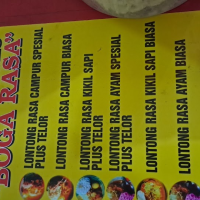 BOGA RASA"
LONTONG RASA CAMPUR SPESIAL
PLUS TELOR
LONTONG RASA CAMPUR BIASA
LONTONG RASA KIKIL SAPI
PLUS TELOR
LONTONG RASA AYAM SPESIAL
PLUS TELOR
LONTONG RASA KIKIL SAPI BIASA
LONTONG RASA AYAM BIASA